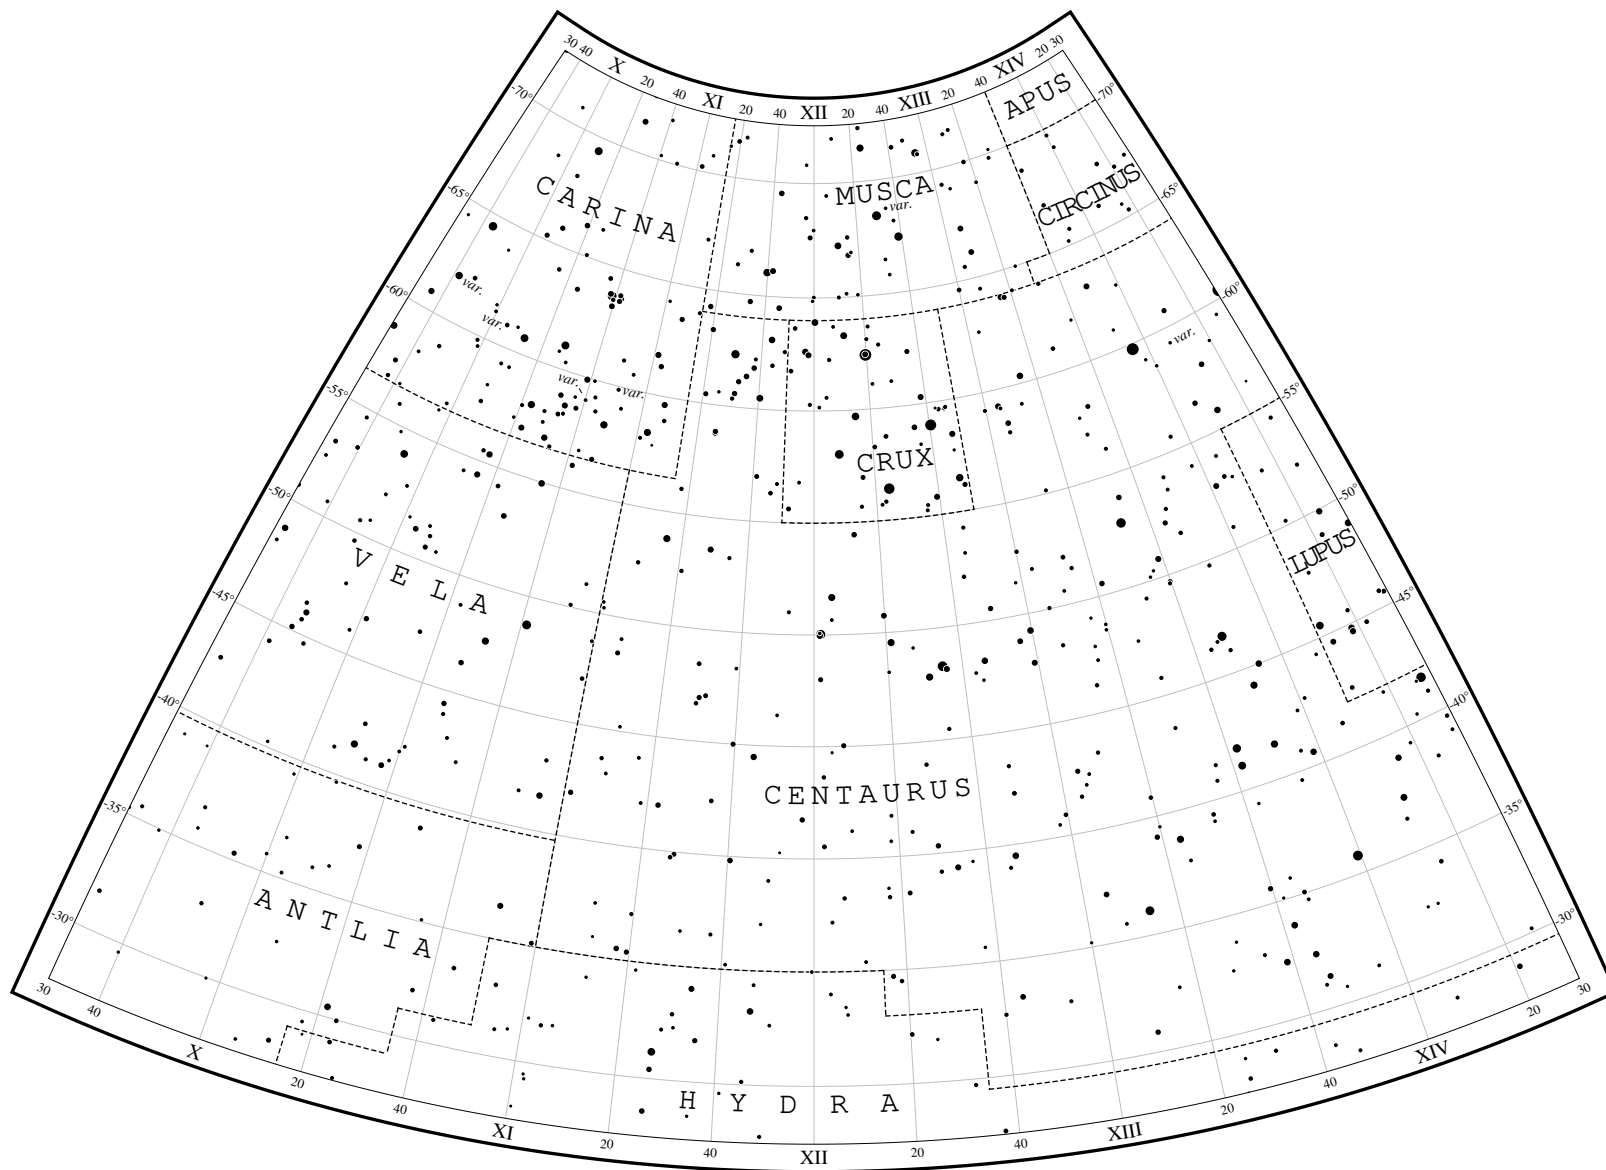 30 40 X 20 40 XI 20 40 XII 20 40 XIII 20 40 XIV 20 30
-70° -70°
APUS
CARINA
MUSCA
var.
CIRCINUS
-65° -65°
var.
-60° -60°
var.
var.
-55° -55°
var.
var.
CRUX
-50° -50°
LUPUS
VELA
-45° -45°
-40° -40°
CENTAURUS
-35° -35°
ANTLIA
-30° -30°
HYDRA
30 40 X 20 40 XI 20 40 XII 20 40 XIII 20 40 XIV 20 30